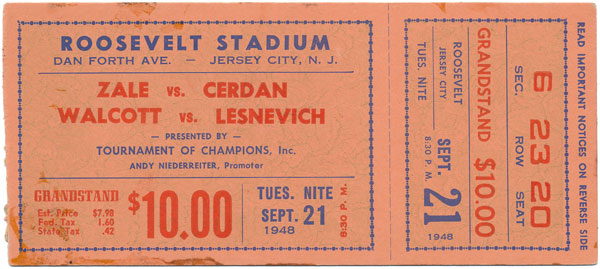 ROOSEVELT STADIUM
DAN FORTH AVE. — JERSEY CITY, N. J.
ZALE vs. CERDAN
WALCOTT vs. LESNEVICH
— PRESENTED BY —
TOURNAMENT OF CHAMPIONS, Inc.
ANDY NIEDERREITER, Promoter
GRANDSTAND
Est. Price $7.98
Fed. Tax 1.60
State Tax .42
$10.00
TUES. NITE
SEPT. 21
1948
8:30 P. M.
ROOSEVELT
JERSEY CITY
TUES. NITE
8:30 P. M.
SEPT.
21
1948
GRANDSTAND $10.00
SEC. ROW SEAT
6 23 20
READ IMPORTANT NOTICES ON REVERSE SIDE